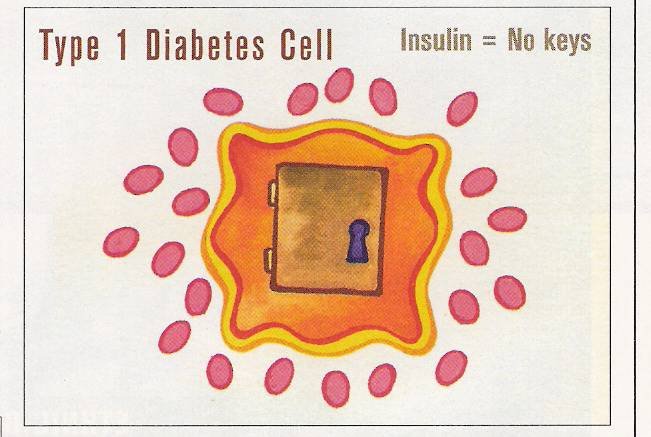 Type 1 Diabetes Cell
Insulin = No keys